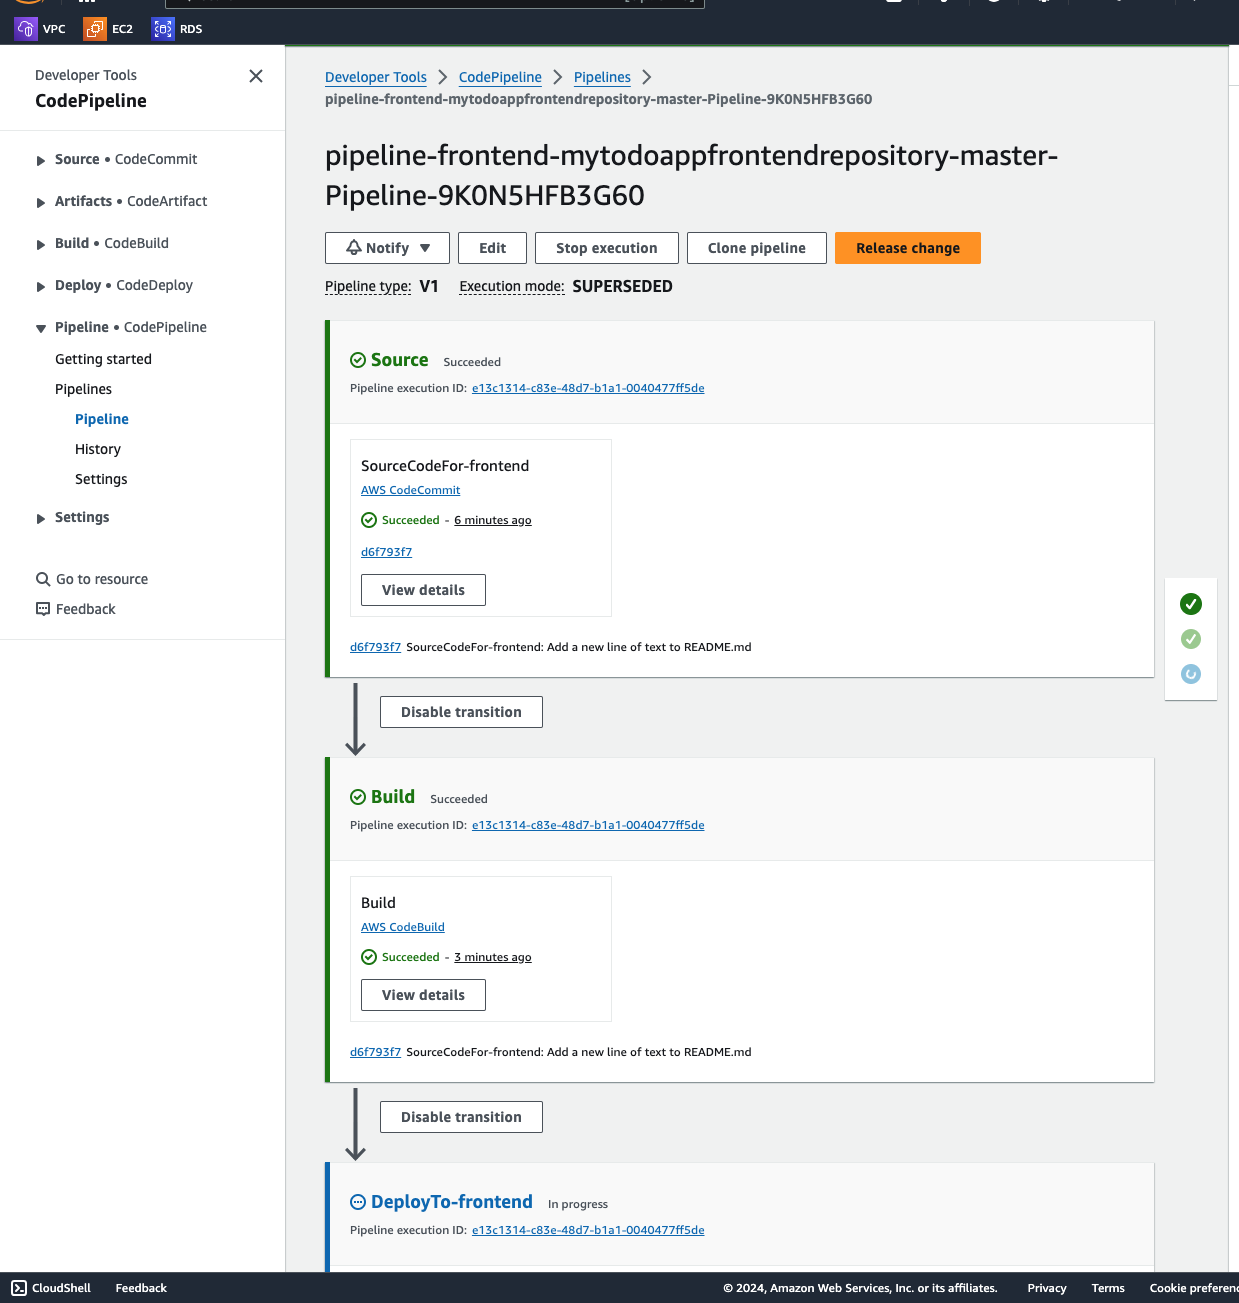 VPC EC2 RDS
Developer Tools
CodePipeline
Source • CodeCommit
Artifacts • CodeArtifact
Build • CodeBuild
Deploy • CodeDeploy
Pipeline • CodePipeline
Getting started
Pipelines
Pipeline
History
Settings
Settings
Go to resource
Feedback
Developer Tools CodePipeline Pipelines
pipeline-frontend-mytodoappfrontendrepository-master-Pipeline-9K0N5HFB3G60
pipeline-frontend-mytodoappfrontendrepository-master-
Pipeline-9K0N5HFB3G60
Notify Edit Stop execution Clone pipeline Release change
Pipeline type: V1 Execution mode: SUPERSEDED
Source Succeeded
Pipeline execution ID: e13c1314-c83e-48d7-b1a1-0040477ff5de
SourceCodeFor-frontend
AWS CodeCommit
Succeeded - 6 minutes ago
d6f793f7
View details
d6f793f7 SourceCodeFor-frontend: Add a new line of text to README.md
Disable transition
Build Succeeded
Pipeline execution ID: e13c1314-c83e-48d7-b1a1-0040477ff5de
Build
AWS CodeBuild
Succeeded - 3 minutes ago
View details
d6f793f7 SourceCodeFor-frontend: Add a new line of text to README.md
Disable transition
DeployTo-frontend In progress
Pipeline execution ID: e13c1314-c83e-48d7-b1a1-0040477ff5de
CloudShell Feedback © 2024, Amazon Web Services, Inc. or its affiliates. Privacy Terms Cookie preferen